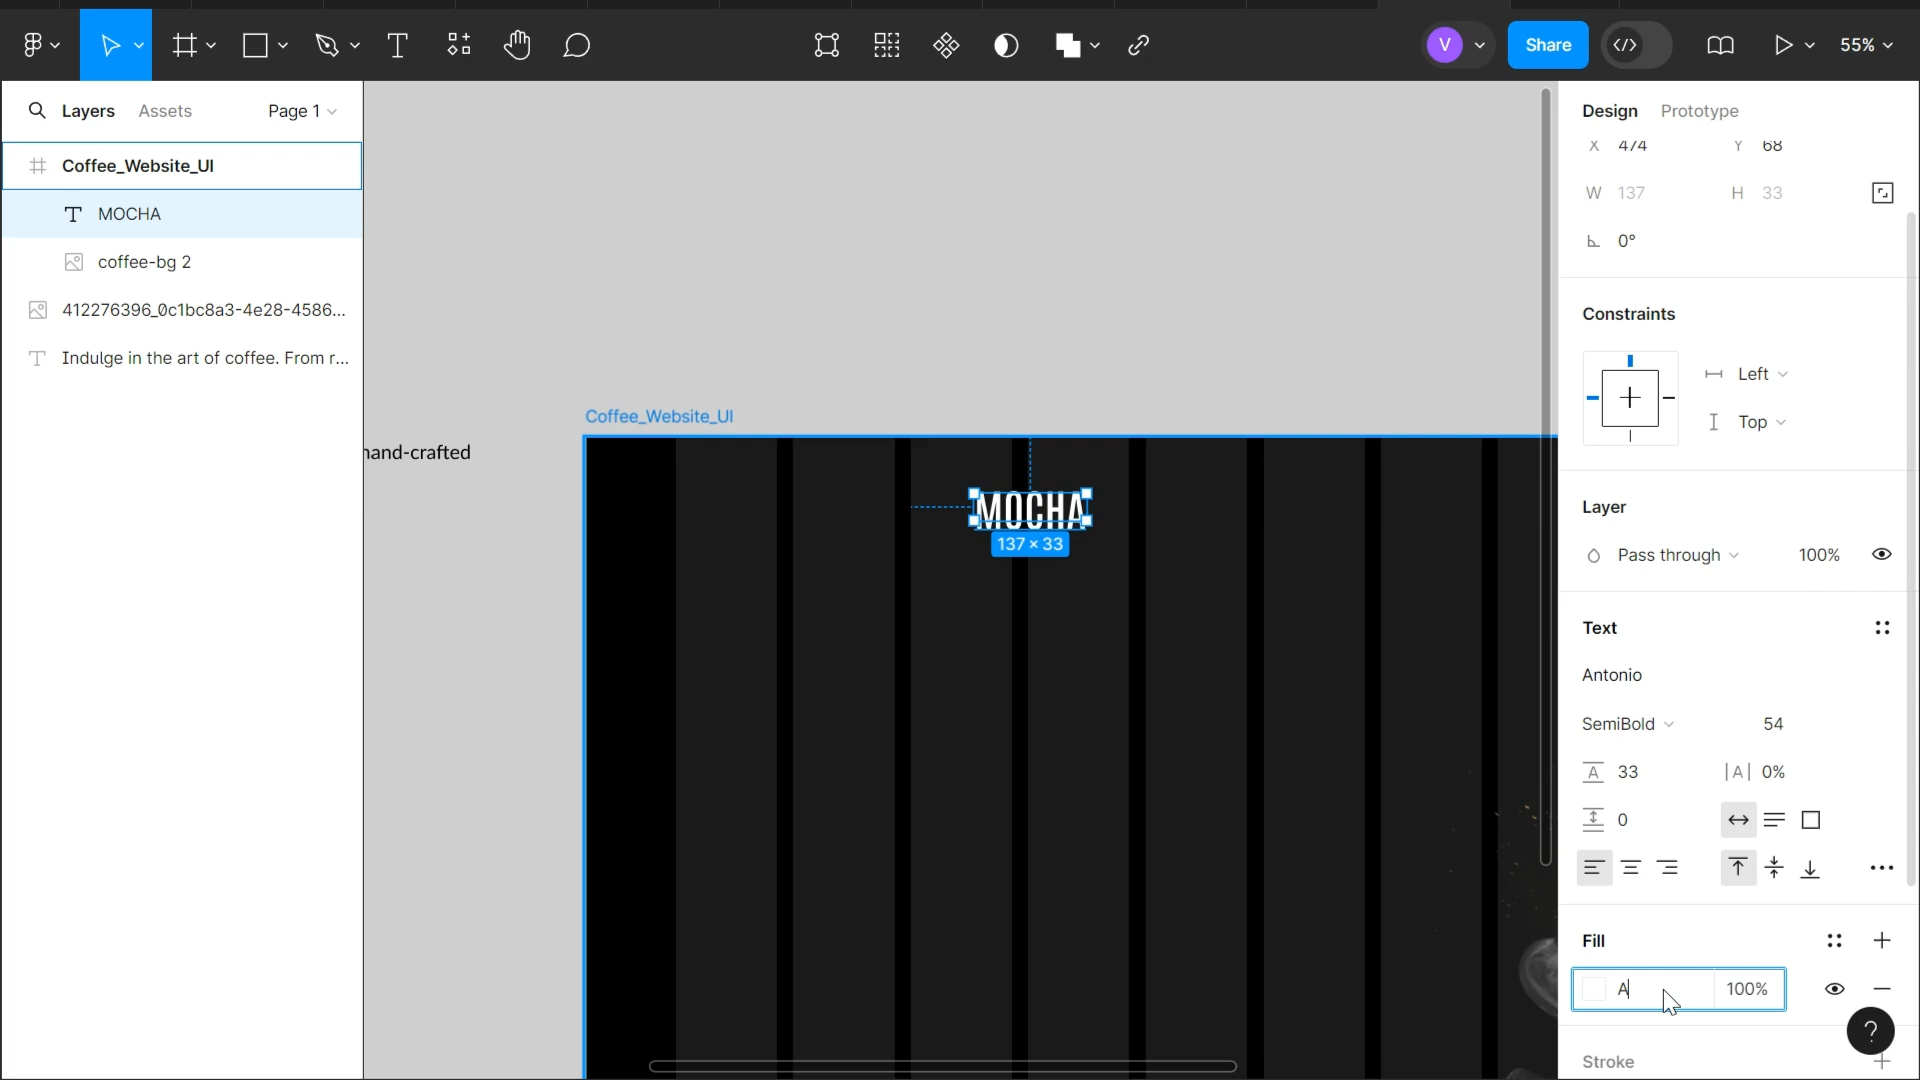 V
Share
55%
Layers
Assets
Page 1
Design
Prototype
X 474
Y 68
Coffee_Website_UI
W 137
H 33
MOCHA
0°
coffee-bg 2
412276396_0c1bc8a3-4e28-4586...
Constraints
Indulge in the art of coffee. From r...
Left
Coffee_Website_UI
Top
hand-crafted
MOCHA
Layer
137 × 33
Pass through
100%
Text
Antonio
SemiBold
54
A 33
|A| 0%
0
Fill
A
100%
?
Stroke